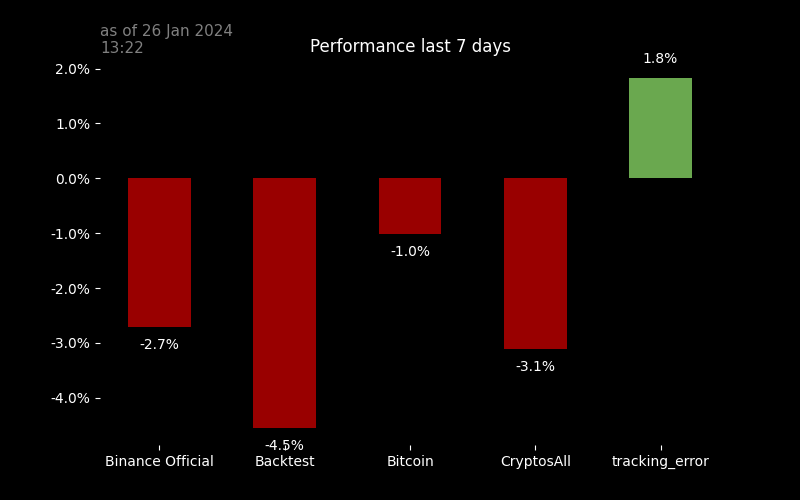 as of 26 Jan 2024
13:22
Performance last 7 days
2.0%
1.0%
0.0%
-1.0%
-2.0%
-3.0%
-4.0%
-2.7%
-4.5%
-1.0%
-3.1%
1.8%
Binance Official
Backtest
Bitcoin
CryptosAll
tracking_error